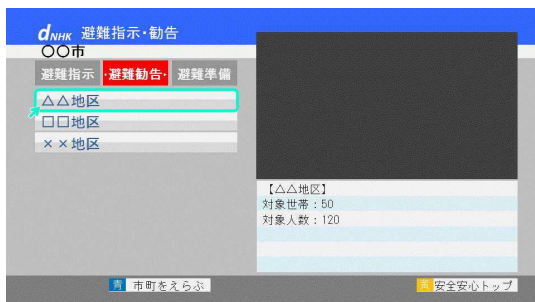 dNHK 避難指示・勧告
○○市
避難指示 ・避難勧告・ 避難準備
△△地区
□□地区
××地区
【△△地区】
対象世帯：50
対象人数：120
青 市町をえらぶ 黄 安全安心トップ